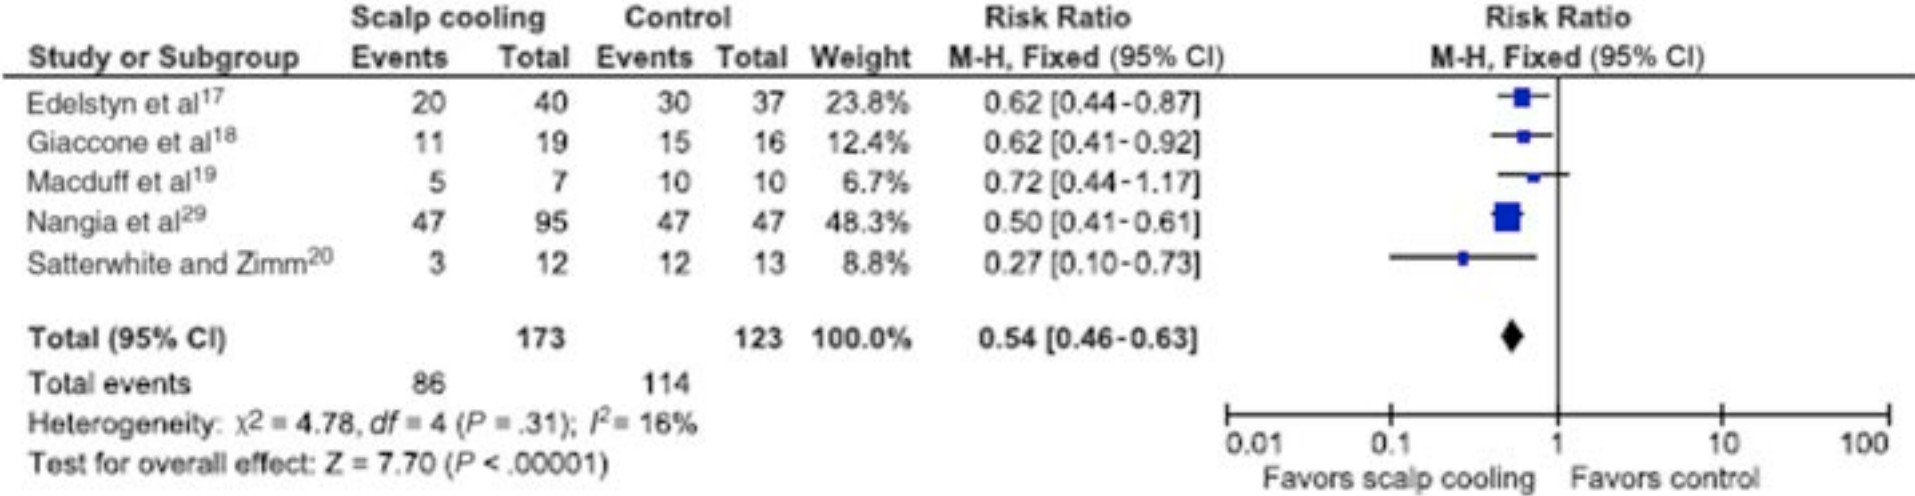 Scalp cooling Control Risk Ratio Risk Ratio
Study or Subgroup Events Total Events Total Weight M-H, Fixed (95% CI) M-H, Fixed (95% CI)
Edelstyn et al17 20 40 30 37 23.8% 0.62 [0.44-0.87]
Giaccone et al18 11 19 15 16 12.4% 0.62 [0.41-0.92]
Macduff et al19 5 7 10 10 6.7% 0.72 [0.44-1.17]
Nangia et al29 47 95 47 47 48.3% 0.50 [0.41-0.61]
Satterwhite and Zimm20 3 12 12 13 8.8% 0.27 [0.10-0.73]
Total (95% CI) 173 123 100.0% 0.54 [0.46-0.63]
Total events 86 114
Heterogeneity: χ2 = 4.78, df = 4 (P = .31); I2 = 16%
Test for overall effect: Z = 7.70 (P < .00001)
0.01 0.1 1 10 100
Favors scalp cooling Favors control